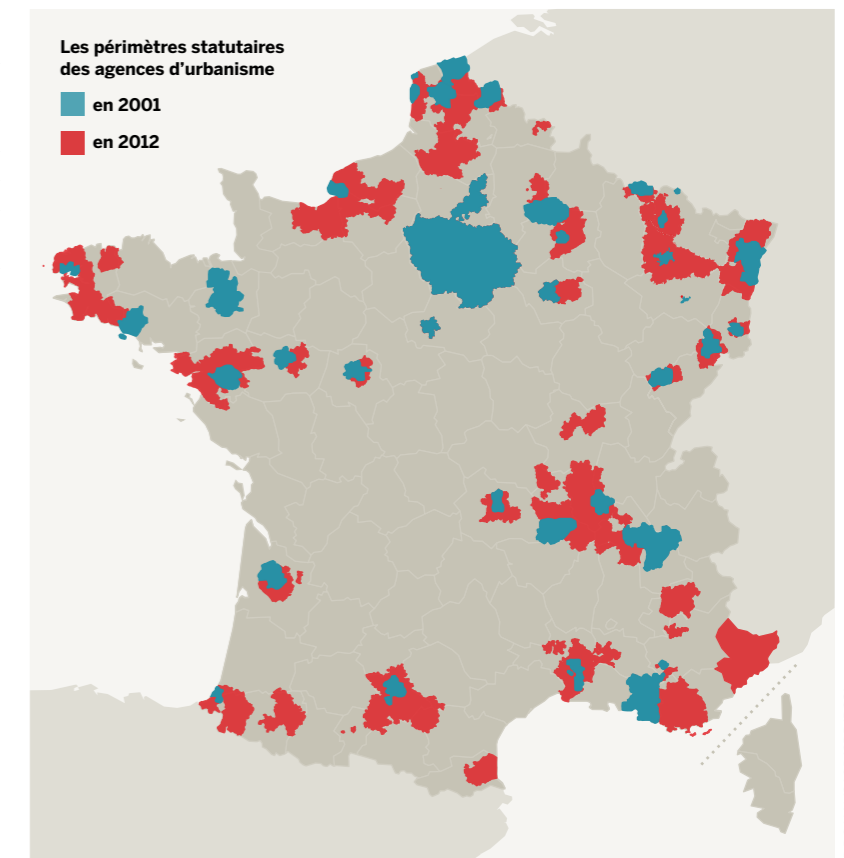 Les périmètres statutaires
des agences d'urbanisme
en 2001
en 2012